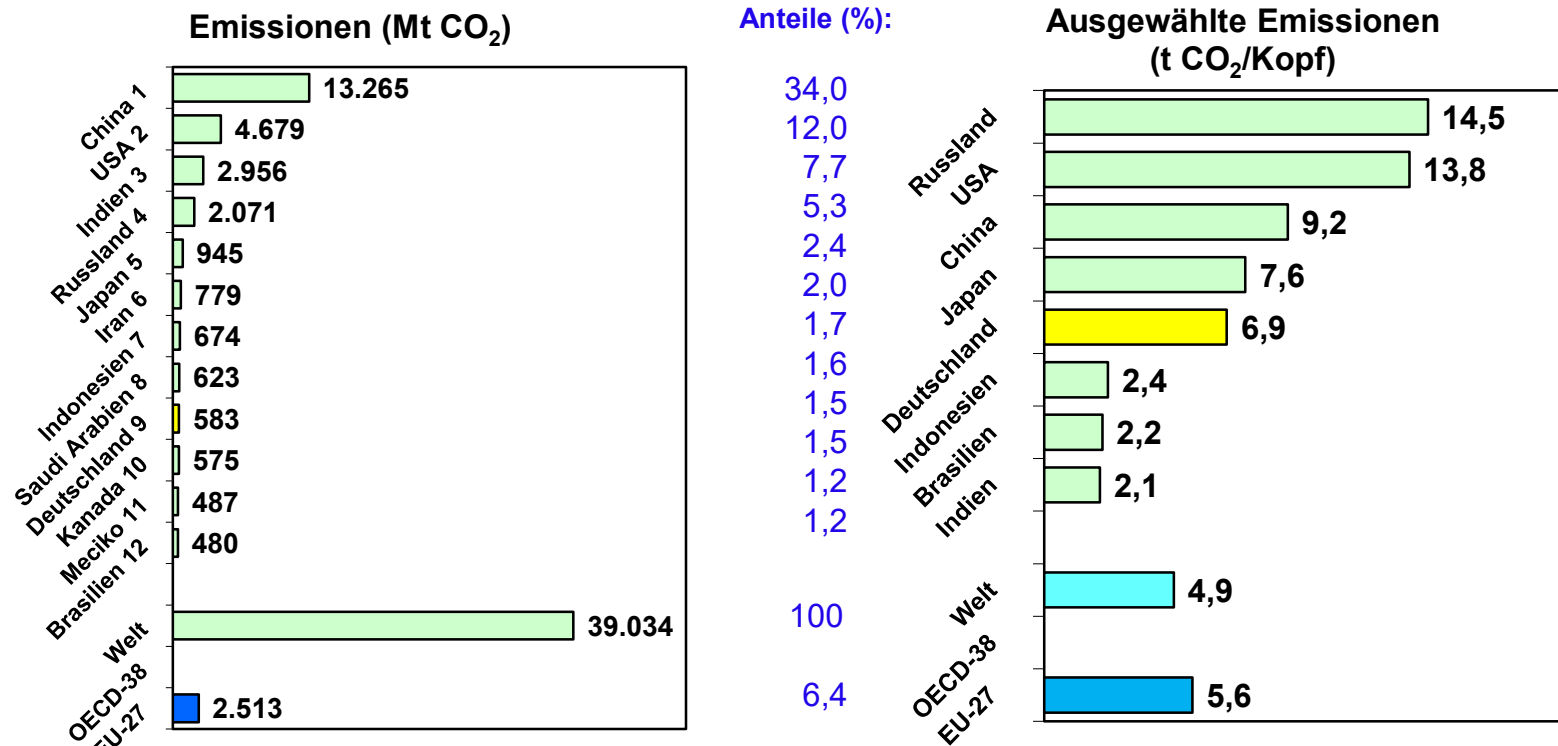 Emissionen (Mt CO₂)
China 1 13.265
USA 2 4.679
Indien 3 2.956
Russland 4 2.071
Japan 5 945
Iran 6 779
Indonesien 7 674
Saudi Arabien 8 623
Deutschland 9 583
Kanada 10 575
Meciko 11 487
Brasilien 12 480
Welt 39.034
OECD-38
EU-27 2.513
Anteile (%):
34,0
12,0
7,7
5,3
2,4
2,0
1,7
1,6
1,5
1,5
1,2
1,2
100
6,4
Ausgewählte Emissionen
(t CO₂/Kopf)
Russland 14,5
USA 13,8
China 9,2
Japan 7,6
Deutschland 6,9
Indonesien 2,4
Brasilien 2,2
Indien 2,1
Welt 4,9
OECD-38
EU-27 5,6